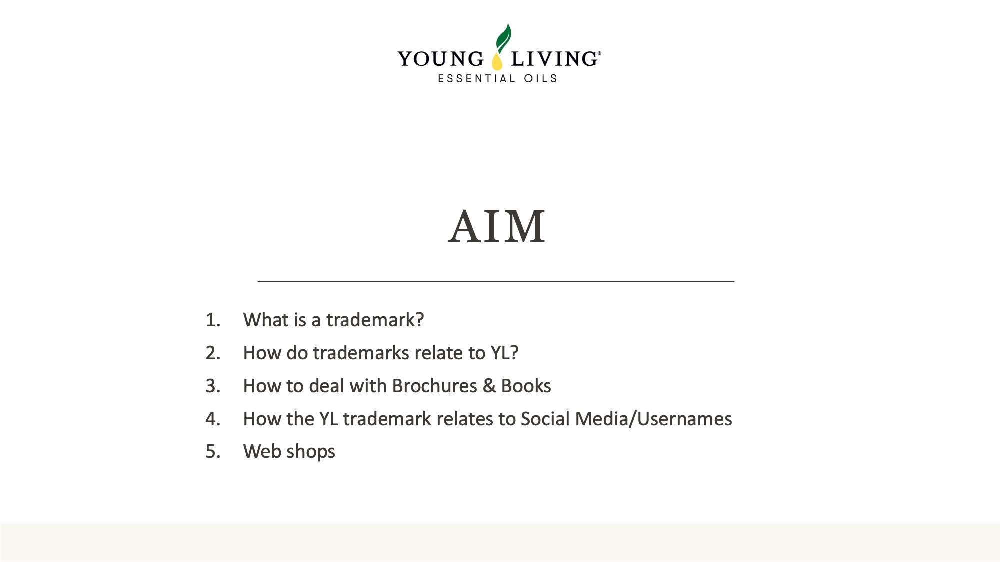 YOUNG LIVING®
ESSENTIAL OILS
AIM
1. What is a trademark?
2. How do trademarks relate to YL?
3. How to deal with Brochures & Books
4. How the YL trademark relates to Social Media/Usernames
5. Web shops